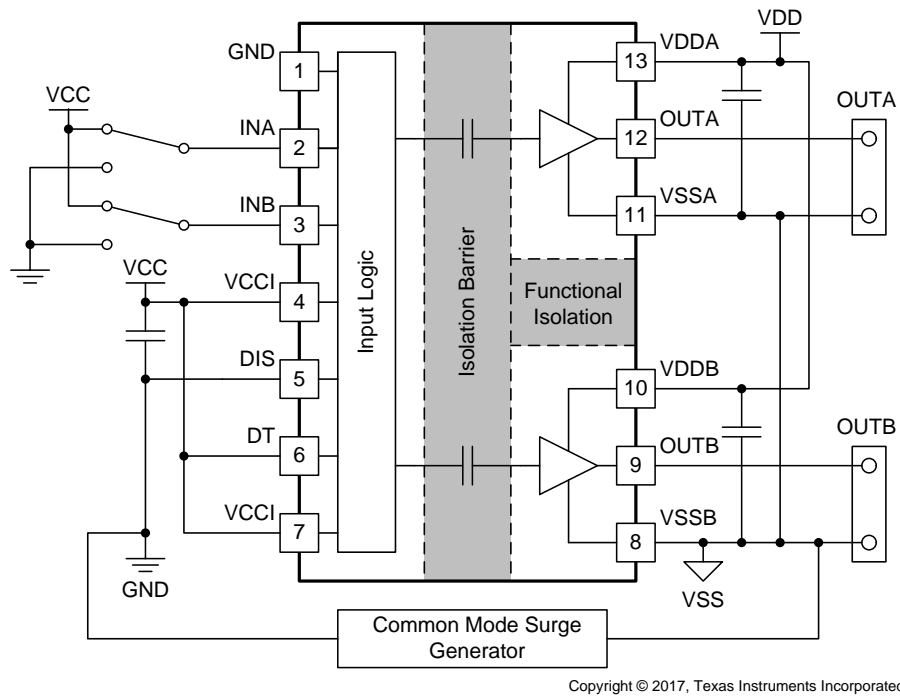 GND
1
VCC
INA
2
INB
3
VCC
VCCI
4
DIS
5
DT
6
VCCI
7
GND
Input Logic
Isolation Barrier
Functional
Isolation
VDD
VDDA
13
OUTA
12
OUTA
VSSA
11
VDDB
10
OUTB
9
OUTB
VSSB
8
VSS
Common Mode Surge
Generator
Copyright © 2017, Texas Instruments Incorporated